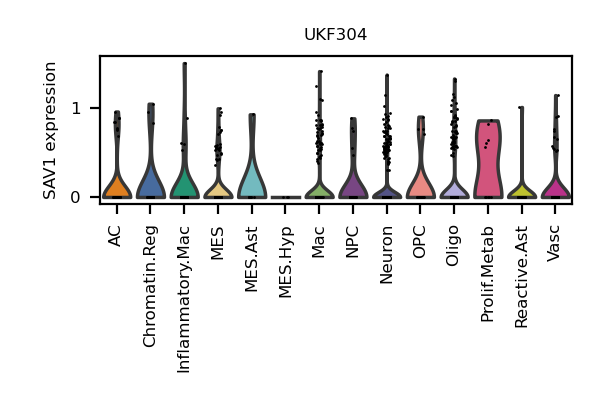 UKF304
SAV1 expression
1
0
AC
Chromatin.Reg
Inflammatory.Mac
MES
MES.Ast
MES.Hyp
Mac
NPC
Neuron
OPC
Oligo
Prolif.Metab
Reactive.Ast
Vasc